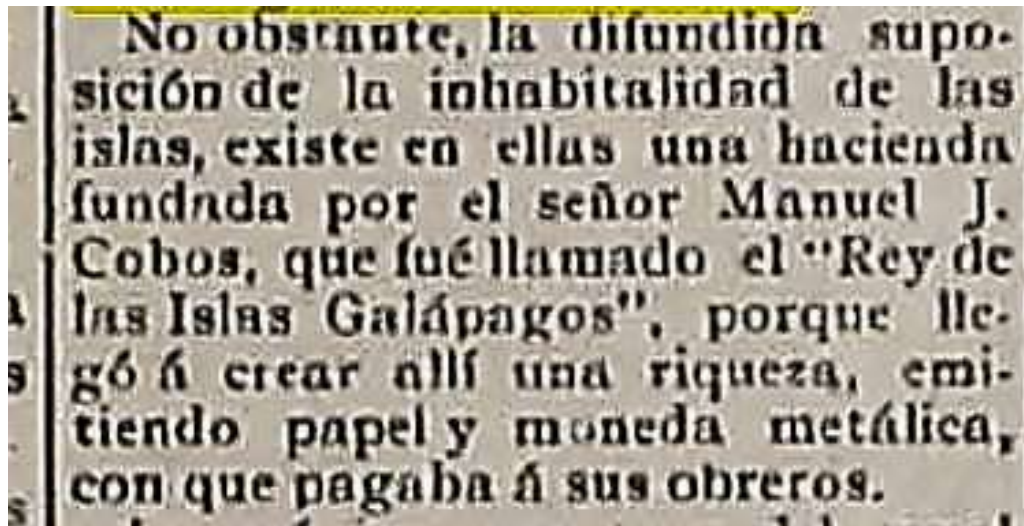 No obstante, la difundida supo-
sición de la inhabitalidad de las
islas, existe en ellas una hacienda
fundada por el señor Manuel J.
Cobos, que fué llamado el "Rey de
las Islas Galápagos", porque lle-
gó á crear allí una riqueza, emi-
tiendo papel y moneda metálica,
con que pagaba á sus obreros.